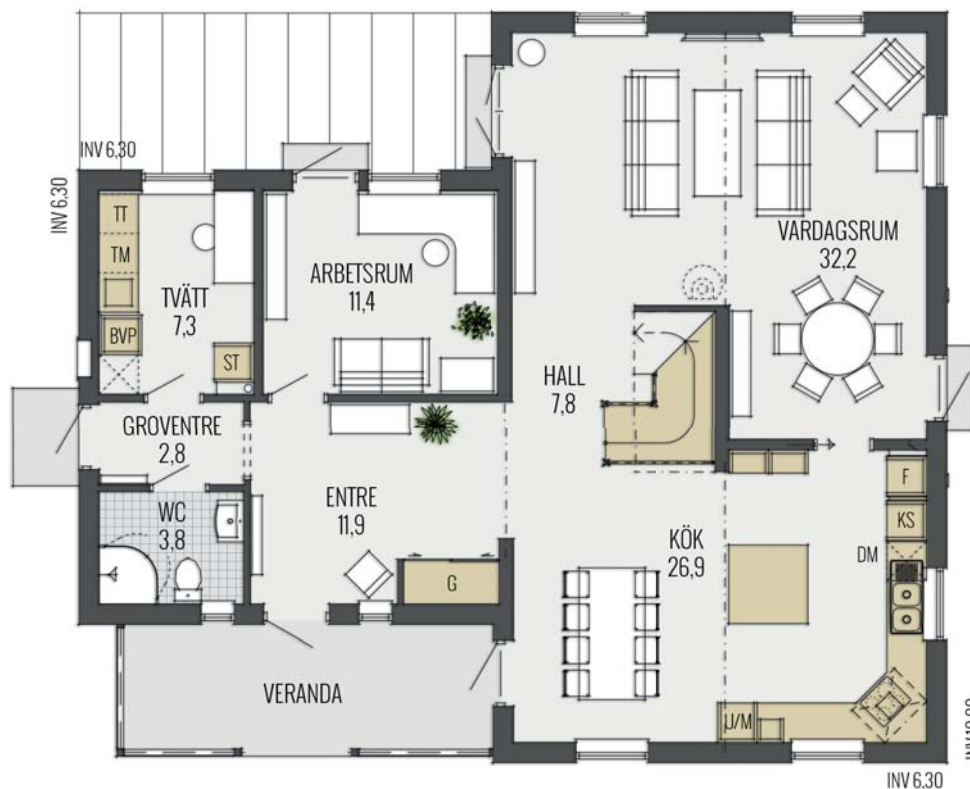 INV 6,30
INV 6,30
TT
TM
TVÄTT
7,3
BVP
ST
ARBETSRUM
11,4
VARDAGSRUM
32,2
HALL
7,8
GROVENTRE
2,8
WC
3,8
ENTRE
11,9
G
KÖK
26,9
F
KS
DM
U/M
VERANDA
INV 6,30